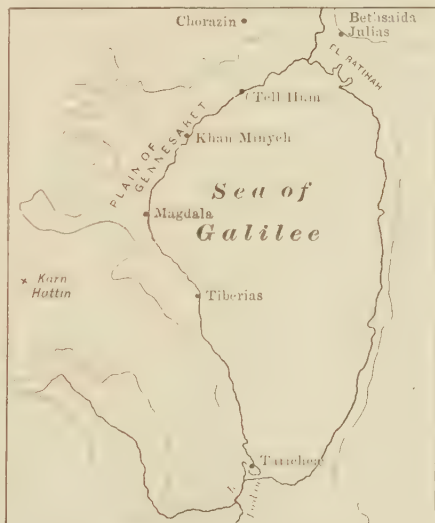 Chorazin
Bethsaida
Julias
EL BATIHAH
Tell Hum
Khan Minyeh
PLAIN OF
GENNESARET
Sea of
Galilee
Magdala
Karn
Hattin
Tiberias
Tarichea